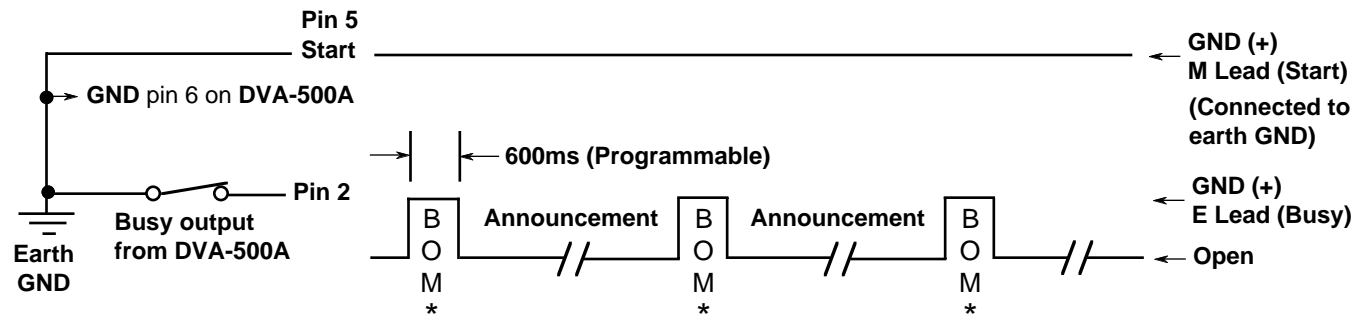 Pin 5
Start
GND (+)
M Lead (Start)
(Connected to
earth GND)
GND pin 6 on DVA-500A
600ms (Programmable)
Pin 2
GND (+)
E Lead (Busy)
Busy output
from DVA-500A
Earth
GND
B
O
M
*
Announcement
B
O
M
*
Announcement
B
O
M
*
Open